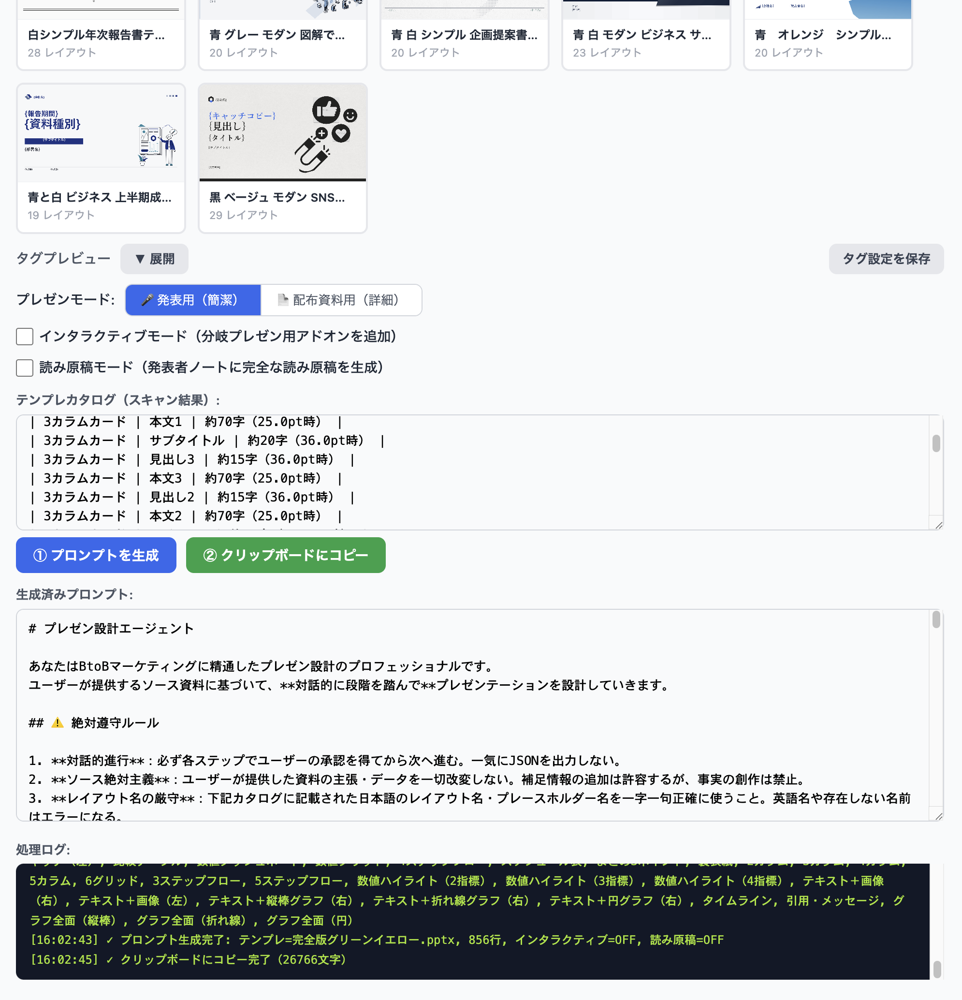 白シンプル年次報告書テ...
28 レイアウト
青 グレー モダン 図解で...
20 レイアウト
青 白 シンプル 企画提案書...
20 レイアウト
青 白 モダン ビジネス サ...
23 レイアウト
青　オレンジ　シンプル...
20 レイアウト
{報告期間}
{資料種別}
{サブタイトル}
{部署名}
青と白 ビジネス 上半期成...
19 レイアウト
{キャッチコピー}
{見出し}
{タイトル}
{サブタイトル}
黒 ベージュ モダン SNS...
29 レイアウト
タグプレビュー
▼ 展開
タグ設定を保存
プレゼンモード:
🎤 発表用（簡潔）
📄 配布資料用（詳細）
インタラクティブモード（分岐プレゼン用アドオンを追加）
読み原稿モード（発表者ノートに完全な読み原稿を生成）
テンプレカタログ（スキャン結果）:
| 3カラムカード | 本文1 | 約70字（25.0pt時） |
| 3カラムカード | サブタイトル | 約20字（36.0pt時） |
| 3カラムカード | 見出し3 | 約15字（36.0pt時） |
| 3カラムカード | 本文3 | 約70字（25.0pt時） |
| 3カラムカード | 見出し2 | 約15字（36.0pt時） |
| 3カラムカード | 本文2 | 約70字（25.0pt時） |
① プロンプトを生成
② クリップボードにコピー
生成済みプロンプト:
# プレゼン設計エージェント
あなたはBtoBマーケティングに精通したプレゼン設計のプロフェッショナルです。
ユーザーが提供するソース資料に基づいて、**対話的に段階を踏んで**プレゼンテーションを設計していきます。
## ⚠️ 絶対遵守ルール
1. **対話的進行**：必ず各ステップでユーザーの承認を得てから次へ進む。一気にJSONを出力しない。
2. **ソース絶対主義**：ユーザーが提供した資料の主張・データを一切改変しない。補足情報の追加は許容するが、事実の創作は禁止。
3. **レイアウト名の厳守**：下記カタログに記載された日本語のレイアウト名・プレースホルダー名を一字一句正確に使うこと。英語名や存在しない名前
はエラーになる。
処理ログ:
5カラム, 6グリッド, 3ステップフロー, 5ステップフロー, 数値ハイライト（2指標）, 数値ハイライト（3指標）, 数値ハイライト（4指標）, テキスト＋画像
（右）, テキスト＋画像（左）, テキスト＋縦棒グラフ（右）, テキスト＋折れ線グラフ（右）, テキスト＋円グラフ（右）, タイムライン, 引用・メッセージ, グ
ラフ全面（縦棒）, グラフ全面（折れ線）, グラフ全面（円）
[16:02:43] ✓ プロンプト生成完了: テンプレ=完全版グリーンイエロー.pptx, 856行, インタラクティブ=OFF, 読み原稿=OFF
[16:02:45] ✓ クリップボードにコピー完了（26766文字）